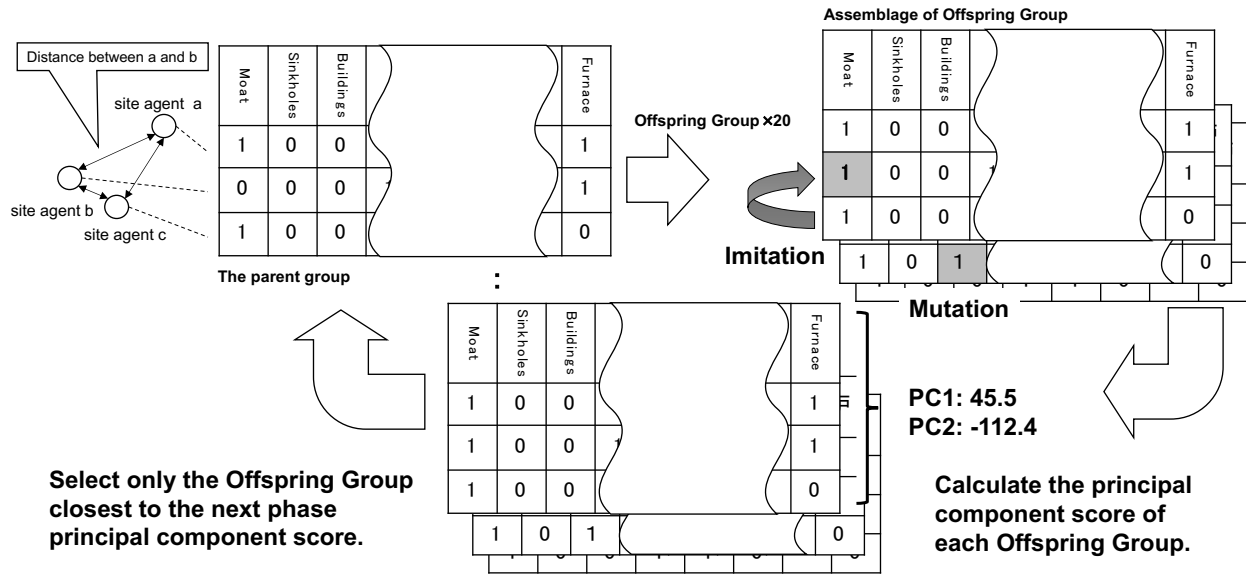 Distance between a and b
site agent a
site agent b
site agent c
Moat Sinkholes Buildings Furnace
1 0 0 1
0 0 0 1
1 0 0 0
The parent group
:
Offspring Group ×20
Assemblage of Offspring Group
Moat Sinkholes Buildings Furnace
1 0 0 1
1 0 0 1
1 0 0 0
1 0 1 0
Imitation
Mutation
PC1: 45.5
PC2: -112.4
Calculate the principal
component score of
each Offspring Group.
Moat Sinkholes Buildings Furnace
1 0 0 1
1 0 0 1
1 0 0 0
1 0 1 0
Select only the Offspring Group
closest to the next phase
principal component score.